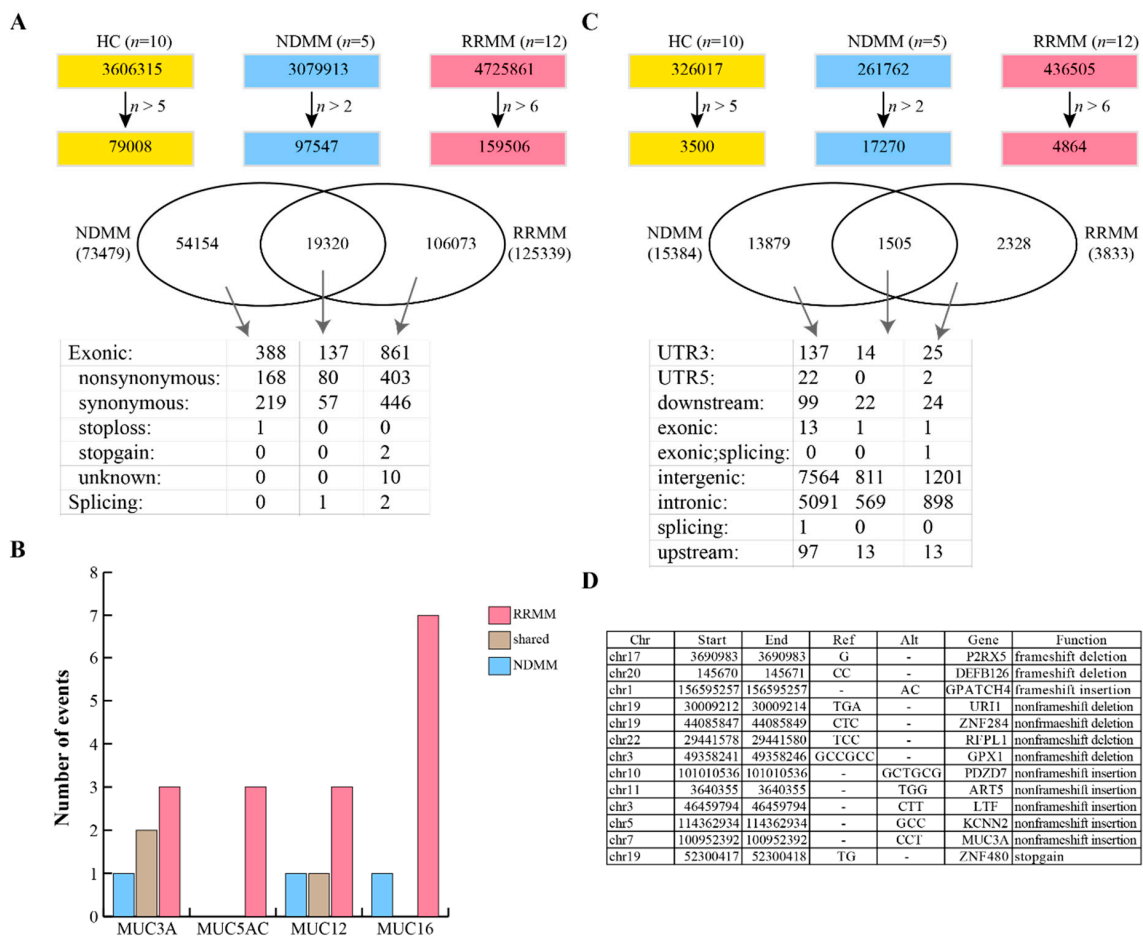 A
HC (n=10) NDMM (n=5) RRMM (n=12)
3606315 3079913 4725861
n > 5 n > 2 n > 6
79008 97547 159506
NDMM (73479) 54154 19320 106073 RRMM (125339)
Exonic: 388 137 861
nonsynonymous: 168 80 403
synonymous: 219 57 446
stoploss: 1 0 0
stopgain: 0 0 2
unknown: 0 0 10
Splicing: 0 1 2
B
Number of events
8
7
6
5
4
3
2
1
0
MUC3A MUC5AC MUC12 MUC16
RRMM
shared
NDMM
C
HC (n=10) NDMM (n=5) RRMM (n=12)
326017 261762 436505
n > 5 n > 2 n > 6
3500 17270 4864
NDMM (15384) 13879 1505 2328 RRMM (3833)
UTR3: 137 14 25
UTR5: 22 0 2
downstream: 99 22 24
exonic: 13 1 1
exonic;splicing: 0 0 1
intergenic: 7564 811 1201
intronic: 5091 569 898
splicing: 1 0 0
upstream: 97 13 13
D
Chr Start End Ref Alt Gene Function
chr17 3690983 3690983 G - P2RX5 frameshift deletion
chr20 145670 145671 CC - DEFB126 frameshift deletion
chr1 156595257 156595257 - AC GPATCH4 frameshift insertion
chr19 30009212 30009214 TGA - URI1 nonframeshift deletion
chr19 44085847 44085849 CTC - ZNF284 nonfrmaeshift deletion
chr22 29441578 29441580 TCC - RFPL1 nonframeshift deletion
chr3 49358241 49358246 GCCGCC - GPX1 nonframeshift deletion
chr10 101010536 101010536 - GCTGCG PDZD7 nonframeshift insertion
chr11 3640355 3640355 - TGG ART5 nonframeshift insertion
chr3 46459794 46459794 - CTT LTF nonframeshift insertion
chr5 114362934 114362934 - GCC KCNN2 nonframeshift insertion
chr7 100952392 100952392 - CCT MUC3A nonframeshift insertion
chr19 52300417 52300418 TG - ZNF480 stopgain